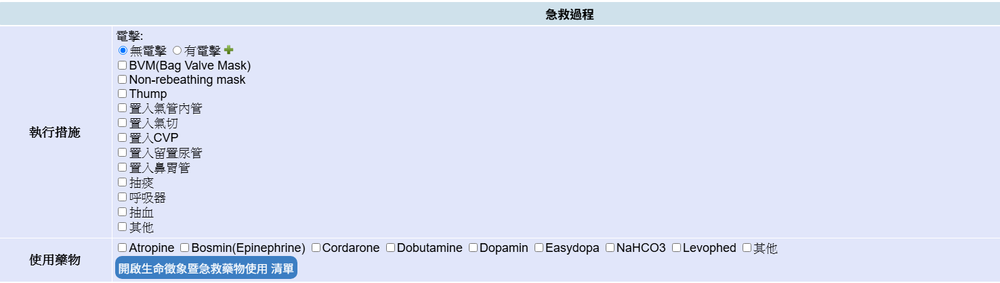 急救過程
執行措施
電擊:
無電擊 有電擊
BVM(Bag Valve Mask)
Non-rebeathing mask
Thump
置入氣管內管
置入氣切
置入CVP
置入留置尿管
置入鼻胃管
抽痰
呼吸器
抽血
其他
使用藥物
Atropine Bosmin(Epinephrine) Cordarone Dobutamine Dopamin Easydopa NaHCO3 Levophed 其他
開啟生命徵象暨急救藥物使用 清單